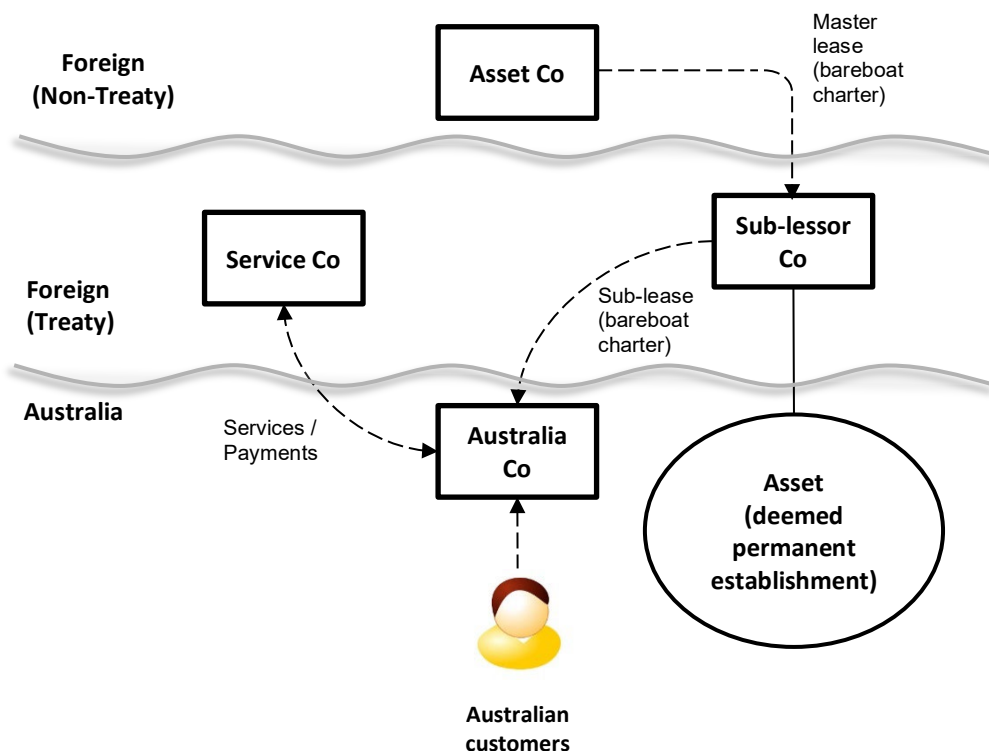 Foreign
(Non-Treaty)
Asset Co
Master
lease
(bareboat
charter)
Foreign
(Treaty)
Service Co
Sub-lessor
Co
Sub-lease
(bareboat
charter)
Australia
Services /
Payments
Australia
Co
Asset
(deemed
permanent
establishment)
Australian
customers